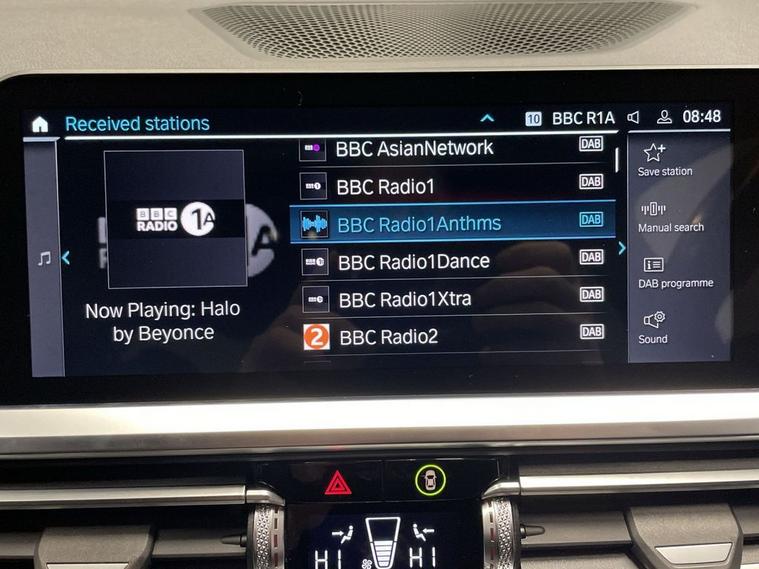 Received stations
10 BBC R1A 08:48
BBC AsianNetwork DAB
BBC Radio1 DAB
BBC Radio1Anthms DAB
BBC Radio1Dance DAB
BBC Radio1Xtra DAB
2 BBC Radio2 DAB
BBC
RADIO 1A
Now Playing: Halo
by Beyonce
Save station
Manual search
DAB programme
Sound
HI HI